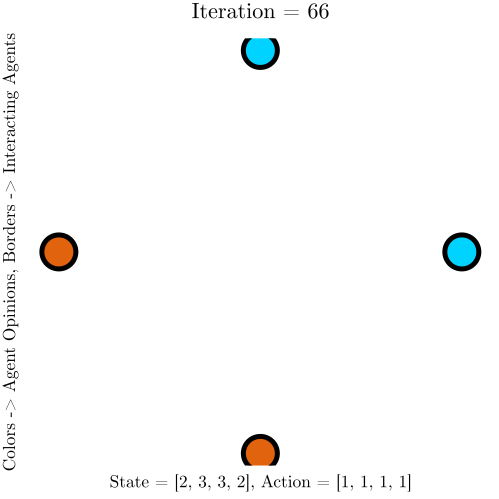 Iteration = 66
Colors -> Agent Opinions, Borders -> Interacting Agents
State = [2, 3, 3, 2], Action = [1, 1, 1, 1]